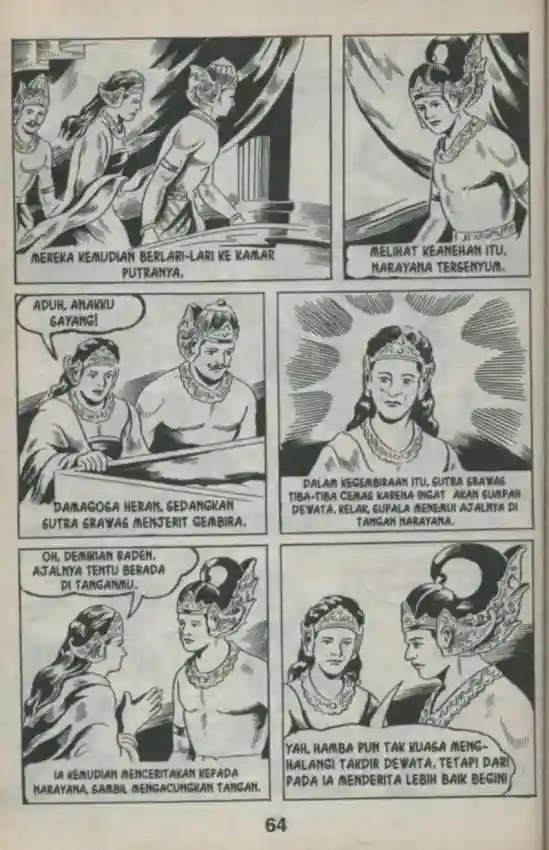 MEREKA KEMUDIAN BERLARI-LARI KE KAMAR
PUTRANYA.
MELIHAT KEANEHAN ITU,
NARAYANA TERSENYUM.
ADUH, ANAKKU
SAYANG!
DAMAGOSA HERAN, SEDANGKAN
SUTRA SRAWAS MENJERIT GEMBIRA.
DALAM KEGEMBIRAAN ITU, SUTRA SRAWAS
TIBA-TIBA CEMAS KARENA INGAT AKAN SUMPAH
DEWATA. KELAK, SUPALA MENEMUI AJALNYA DI
TANGAN NARAYANA.
OH, DEMIKIAN RADEN.
AJALNYA TENTU BERADA
DI TANGANMU.
IA KEMUDIAN MENCERITAKAN KEPADA
NARAYANA, SAMBIL MENGACUNGKAN TANGAN.
YAH, HAMBA PUN TAK KUASA MENG-
HALANGI TAKDIR DEWATA. TETAPI DARI
PADA IA MENDERITA LEBIH BAIK BEGINI
64